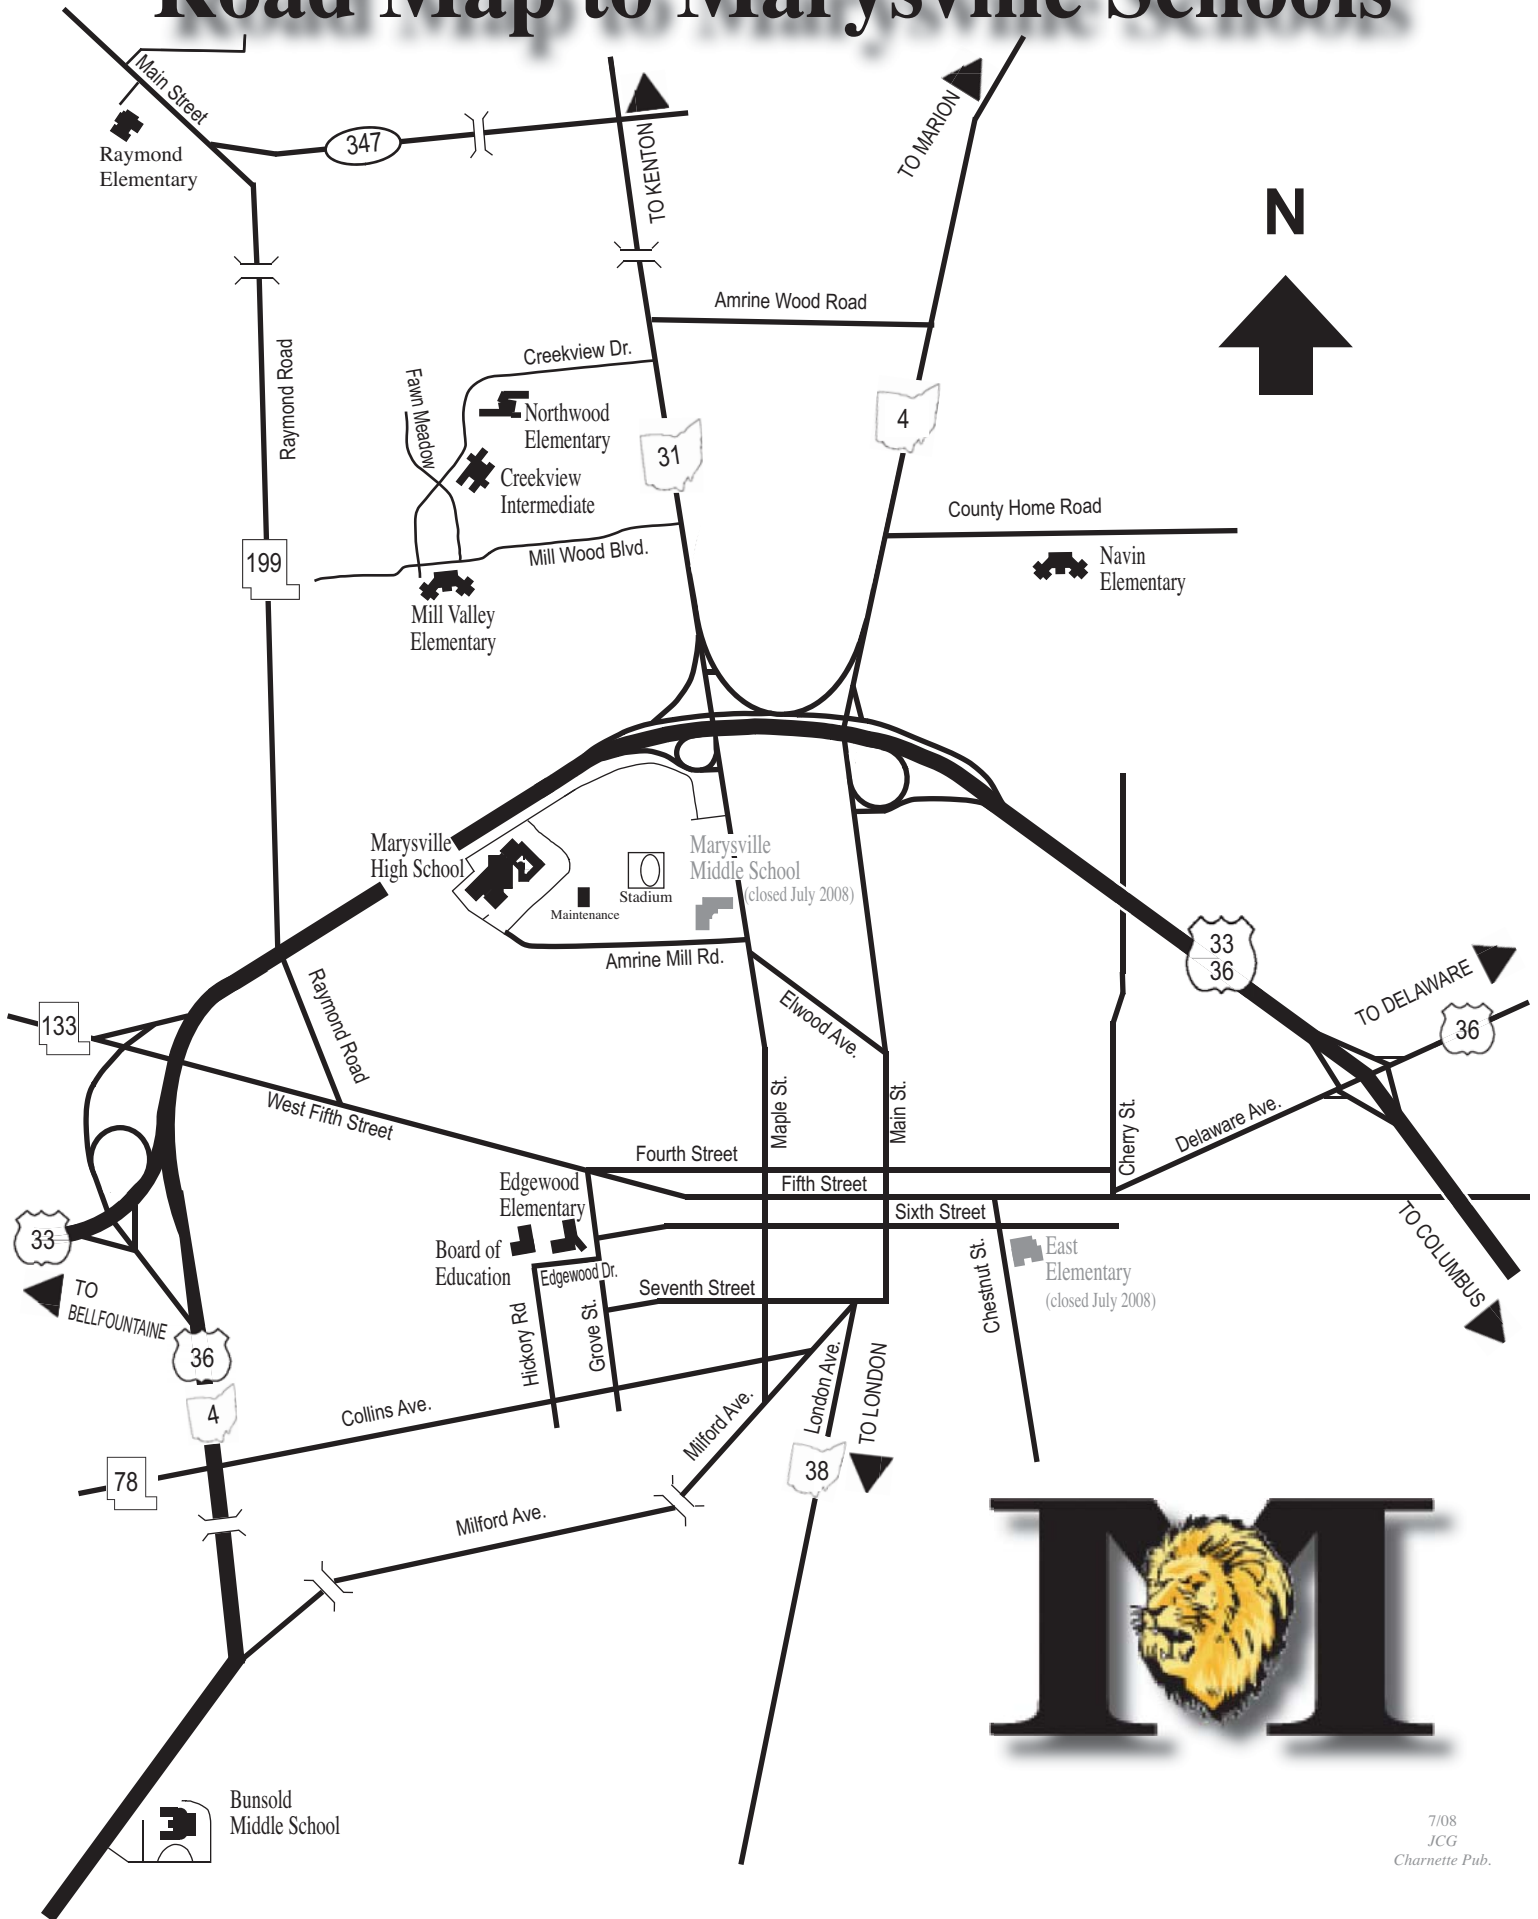 Road Map to Marysville Schools
Main Street
Raymond
Elementary
347
TO KENTON
TO MARION
N
Amrine Wood Road
Creekview Dr.
Raymond Road
Fawn Meadow
Northwood
Elementary
4
31
Creekview
Intermediate
County Home Road
199
Mill Wood Blvd.
Navin
Elementary
Mill Valley
Elementary
Marysville
High School
Marysville
Middle School
(closed July 2008)
Stadium
Maintenance
Amrine Mill Rd.
33
36
TO DELAWARE
36
133
Raymond Road
Elwood Ave.
West Fifth Street
Maple St.
Main St.
Cherry St.
Delaware Ave.
Fourth Street
Edgewood
Elementary
Fifth Street
Sixth Street
33
Board of
Education
Edgewood Dr.
Chestnut St.
East
Elementary
(closed July 2008)
TO COLUMBUS
TO
BELLFOUNTAINE
Seventh Street
Hickory Rd
Grove St.
36
London Ave.
TO LONDON
4
Collins Ave.
Milford Ave.
38
78
Milford Ave.
M
Bunsold
Middle School
7/08
JCG
Charnette Pub.